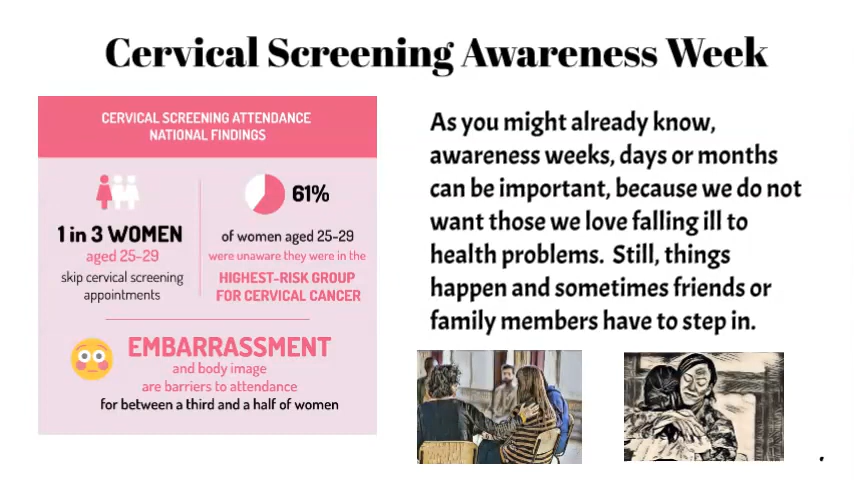 Cervical Screening Awareness Week
CERVICAL SCREENING ATTENDANCE
NATIONAL FINDINGS
1 in 3 WOMEN
aged 25-29
skip cervical screening
appointments
61%
of women aged 25-29
were unaware they were in the
HIGHEST-RISK GROUP
FOR CERVICAL CANCER
EMBARRASSMENT
and body image
are barriers to attendance
for between a third and a half of women
As you might already know,
awareness weeks, days or months
can be important, because we do not
want those we love falling ill to
health problems. Still, things
happen and sometimes friends or
family members have to step in.